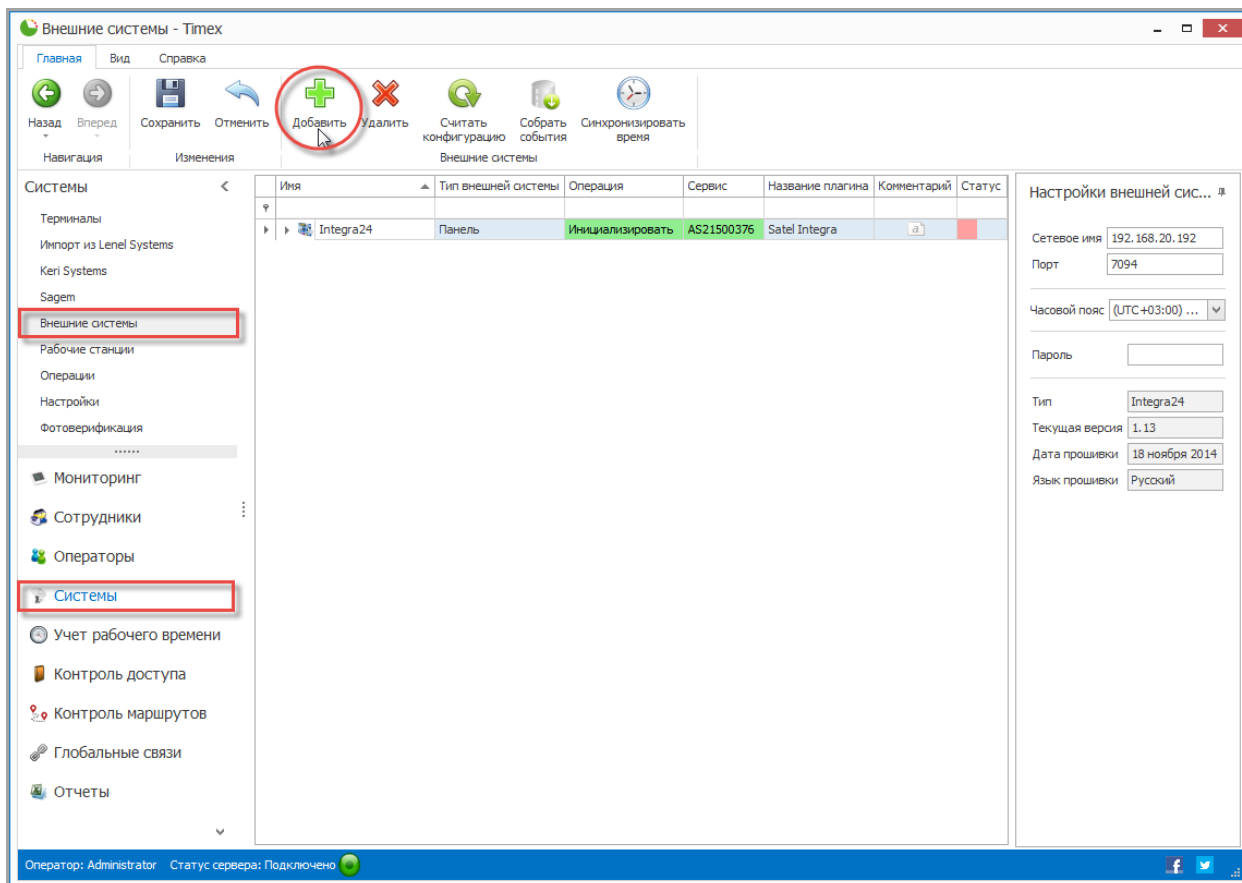 Внешние системы - Timex
Главная Вид Справка
Назад Вперед Сохранить Отменить Добавить Удалить Считать конфигурацию Собрать события Синхронизировать время
Навигация Изменения Внешние системы
Системы
Терминалы
Импорт из Lenel Systems
Keri Systems
Sagem
Внешние системы
Рабочие станции
Операции
Настройки
Фотоверификация
Мониторинг
Сотрудники
Операторы
Системы
Учет рабочего времени
Контроль доступа
Контроль маршрутов
Глобальные связи
Отчеты
Имя Тип внешней системы Операция Сервис Название плагина Комментарий Статус
Integra24 Панель Инициализировать AS21500376 Satel Integra a
Настройки внешней сис...
Сетевое имя 192.168.20.192
Порт 7094
Часовой пояс (UTC+03:00) ...
Пароль
Тип Integra24
Текущая версия 1.13
Дата прошивки 18 ноября 2014
Язык прошивки Русский
Оператор: Administrator Статус сервера: Подключено